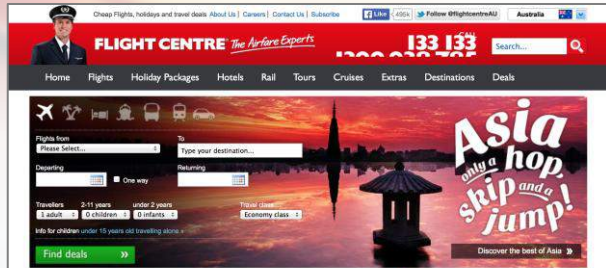 Cheap Flights, holidays and travel deals About Us | Careers | Contact Us | Subscribe
Like 495k Follow @flightcentreAU Australia
FLIGHT CENTRE The Airfare Experts
CALL
133 133
Search...
Home Flights Holiday Packages Hotels Rail Tours Cruises Extras Destinations Deals
Flights from To
Please Select... Type your destination...
Departing Returning
One way
Travellers 2-11 years under 2 years Travel class
1 adult 0 children 0 infants Economy class
Info for children under 15 years old travelling alone »
Find deals »
Asia
only a hop,
skip and a
jump!
Discover the best of Asia »